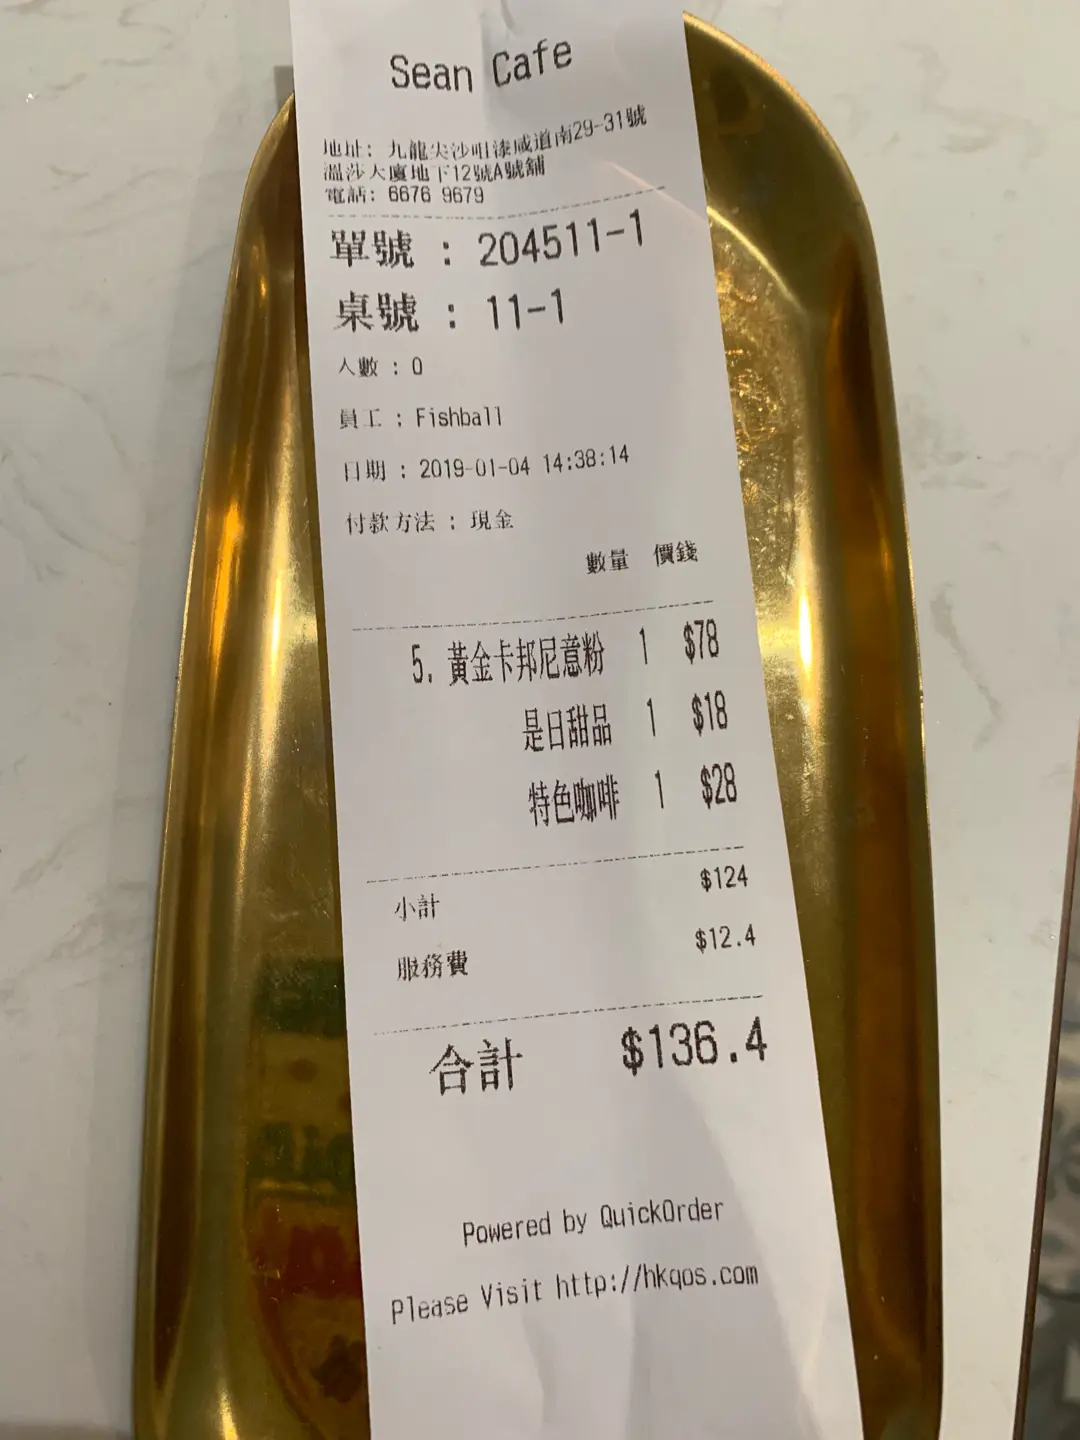 Sean Cafe
地址: 九龍尖沙咀漆咸道南29-31號
溫莎大廈地下12號A號舖
電話: 6676 9679
單號 : 204511-1
桌號 : 11-1
人數 : 0
員工 : Fishball
日期 : 2019-01-04 14:38:14
付款方法 : 現金
數量 價錢
5. 黃金卡邦尼意粉 1 $78
是日甜品 1 $18
特色咖啡 1 $28
小計 $124
服務費 $12.4
合計 $136.4
Powered by QuickOrder
Please Visit http://hkqos.com